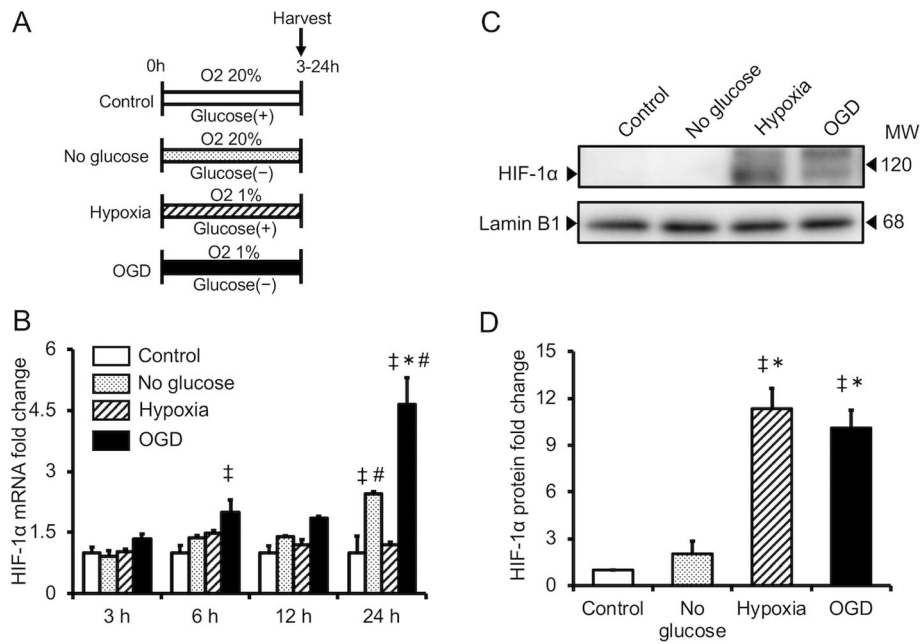 A
Harvest
0h
3-24h
O2 20%
Control
Glucose(+)
O2 20%
No glucose
Glucose(−)
O2 1%
Hypoxia
Glucose(+)
O2 1%
OGD
Glucose(−)
B
HIF-1α mRNA fold change
6
4.5
3
1.5
0
Control
No glucose
Hypoxia
OGD
‡
‡ #
‡ * #
3 h
6 h
12 h
24 h
C
Control
No glucose
Hypoxia
OGD
MW
HIF-1α
120
Lamin B1
68
D
HIF-1α protein fold change
15
12
9
6
3
0
‡ *
‡ *
Control
No
glucose
Hypoxia
OGD